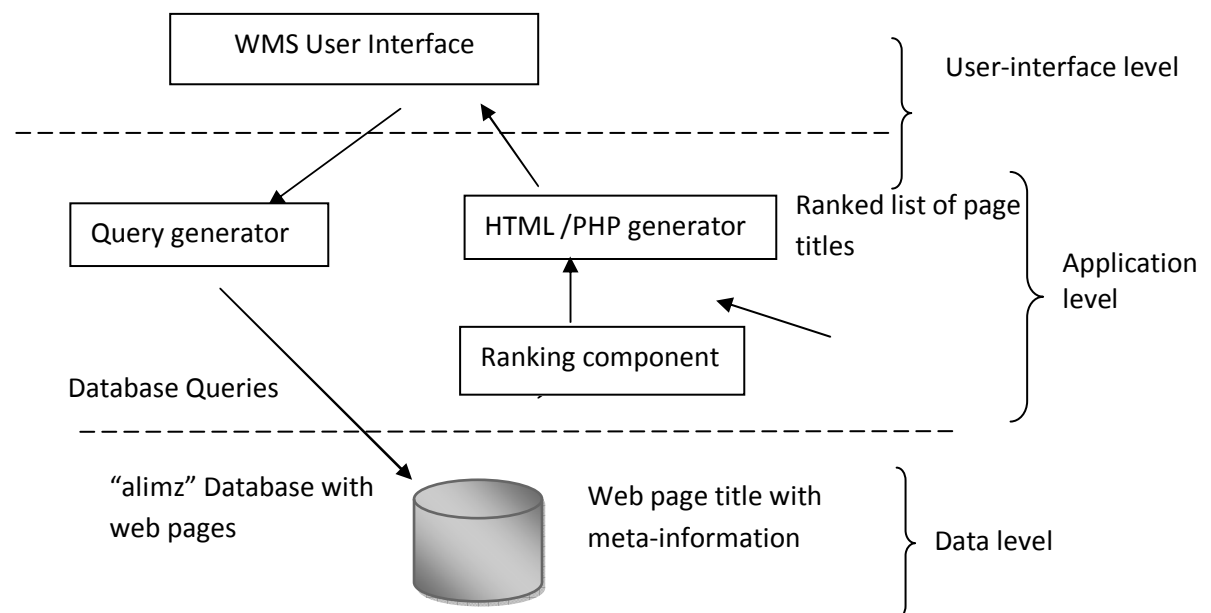 WMS User Interface
User-interface level
Query generator
HTML /PHP generator
Ranked list of page
titles
Application
level
Ranking component
Database Queries
“alimz” Database with
web pages
Web page title with
meta-information
Data level